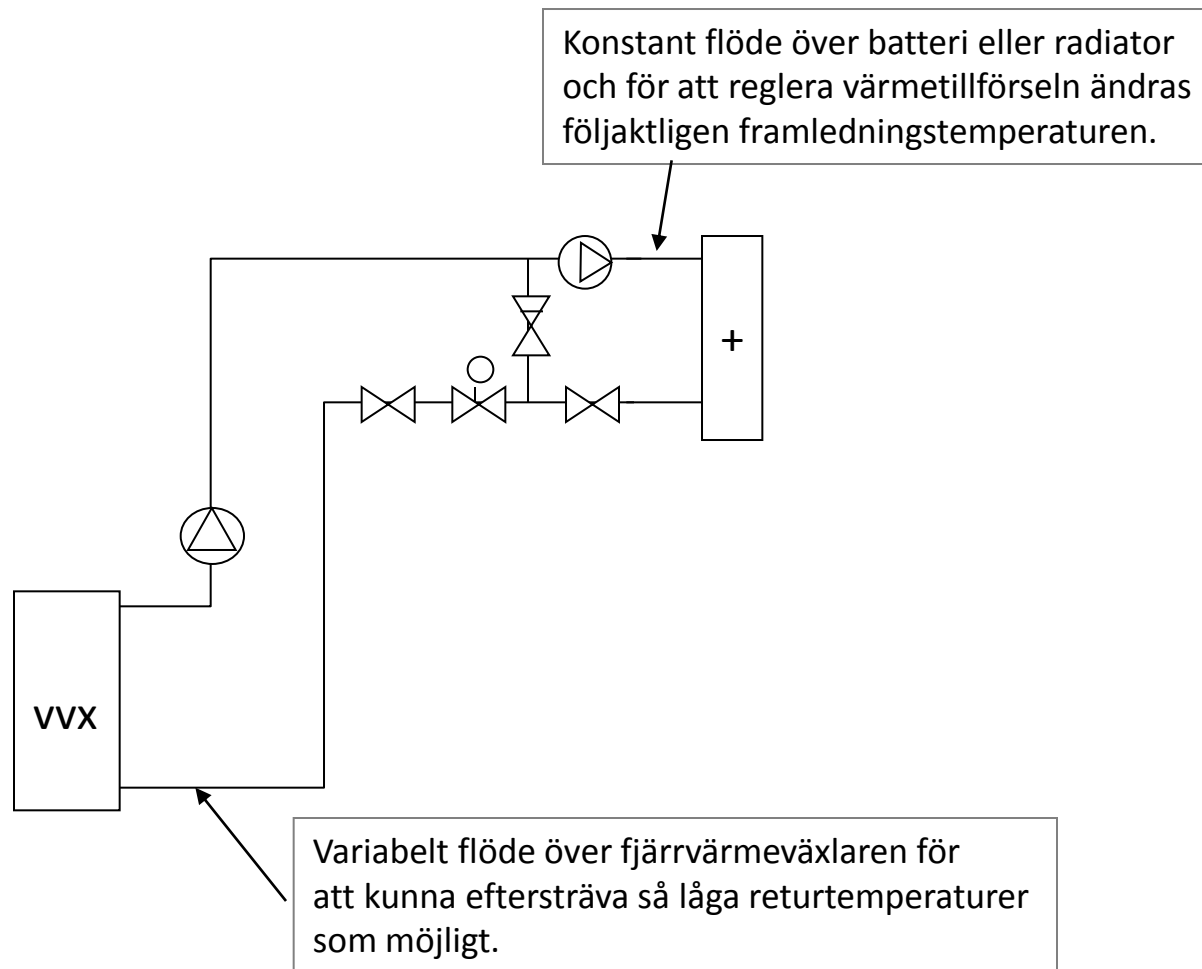 Konstant flöde över batteri eller radiator
och för att reglera värmetillförseln ändras
följaktligen framledningstemperaturen.
+
VVX
Variabelt flöde över fjärrvärmeväxlaren för
att kunna eftersträva så låga returtemperaturer
som möjligt.